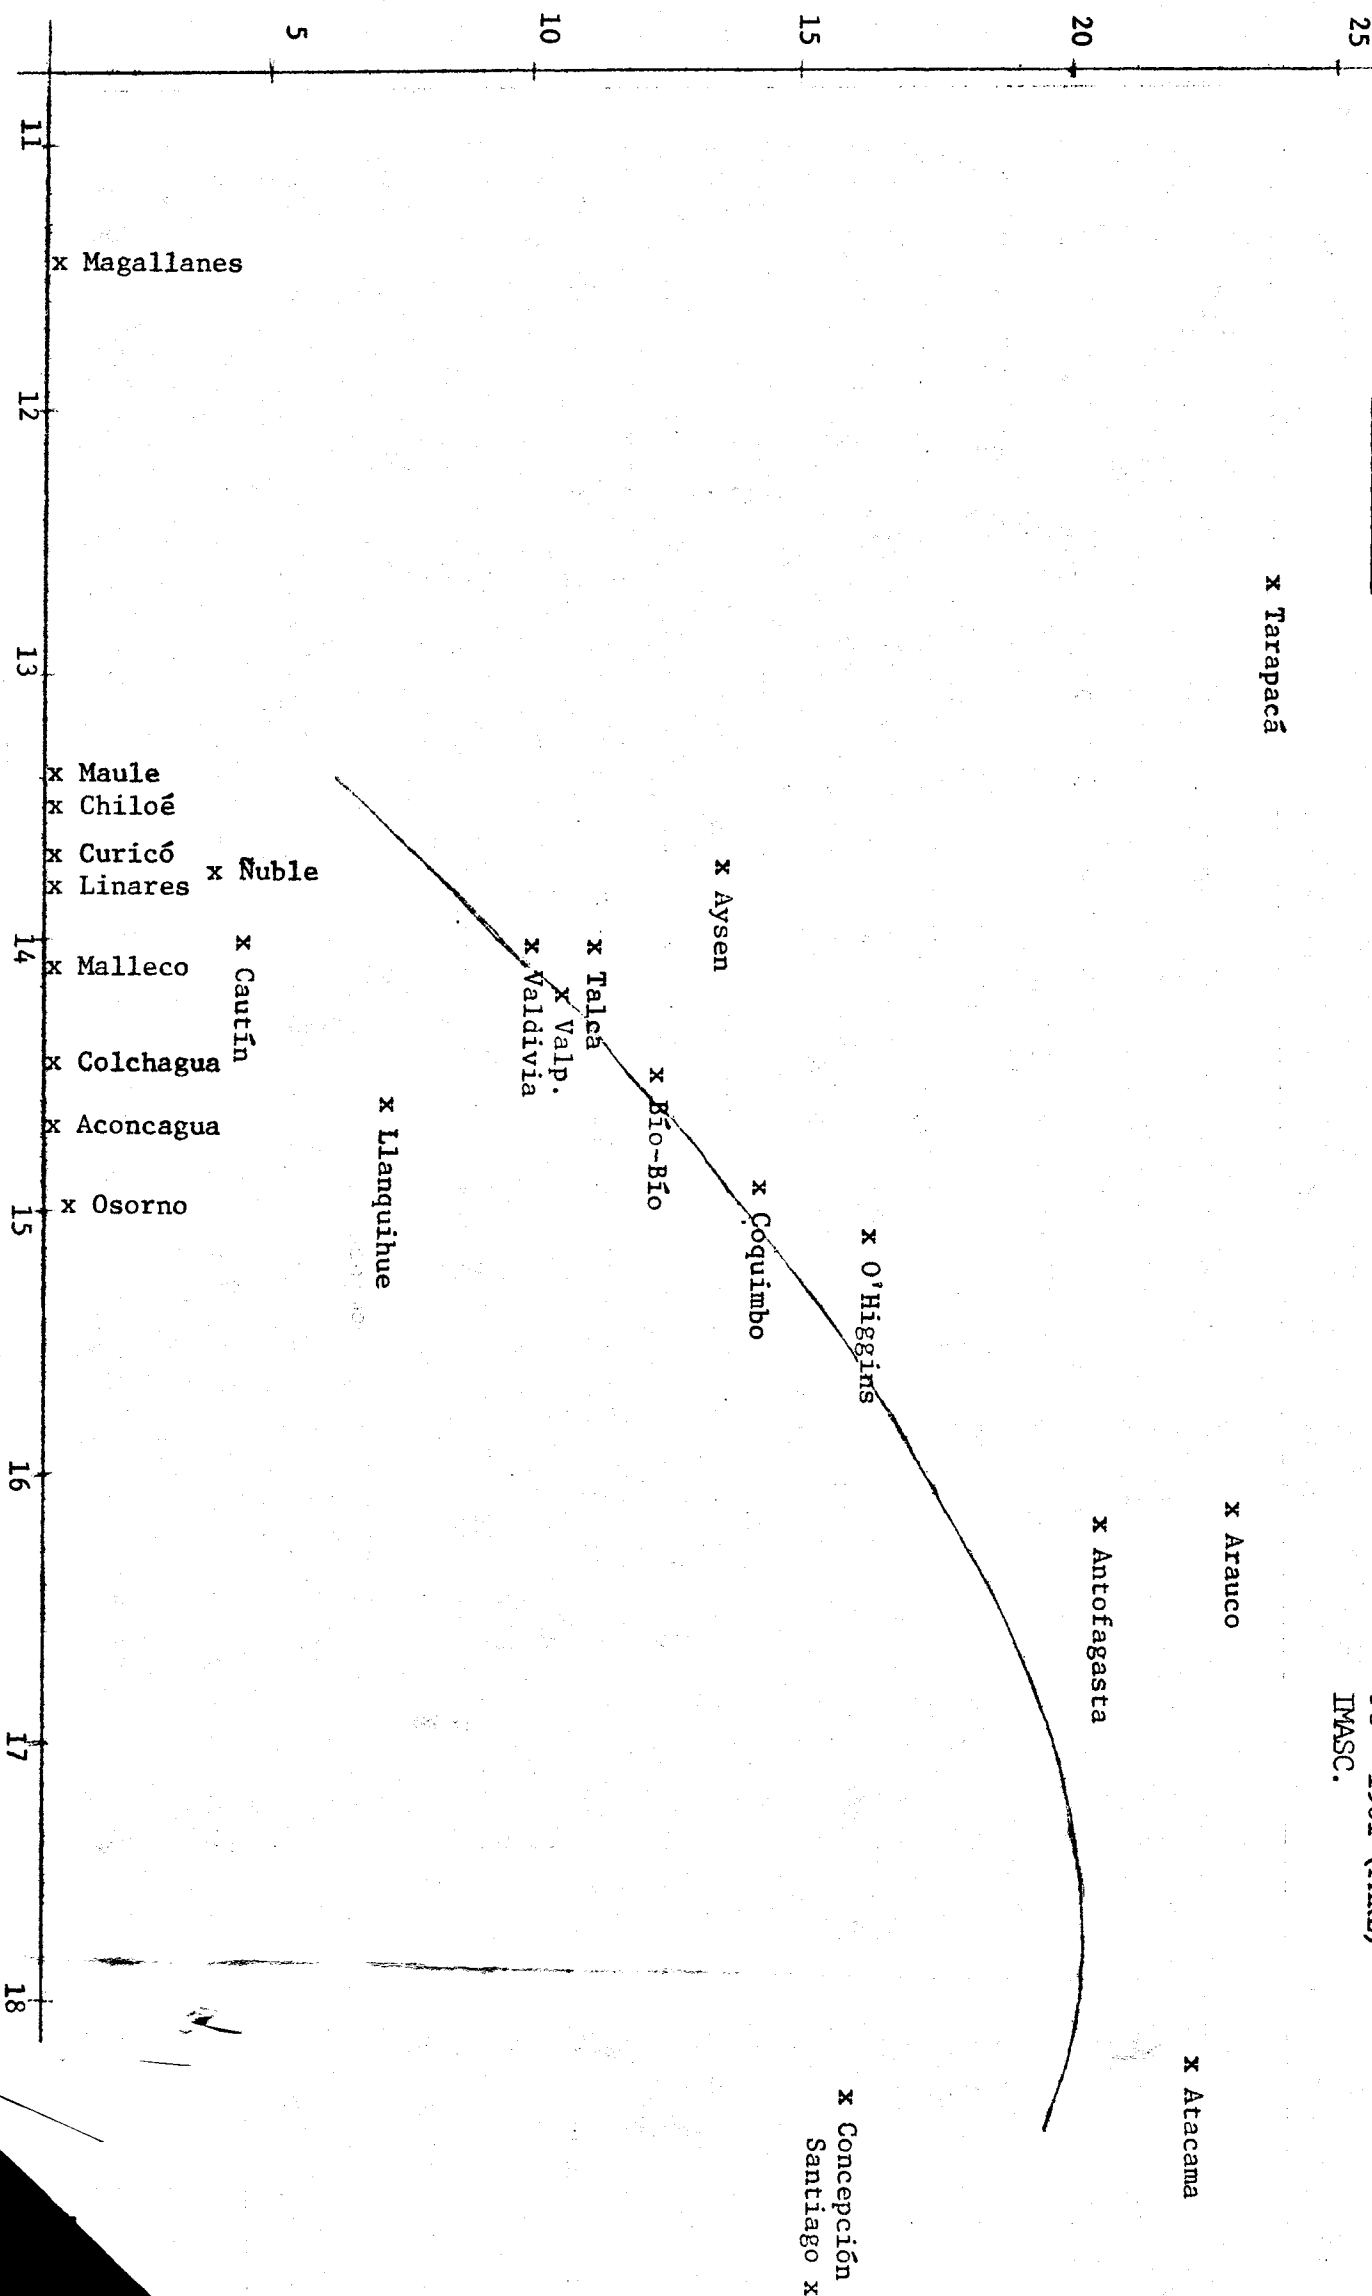 5
10
15
20
25
11
12
13
14
15
16
17
18
x Magallanes
x Tarapacá
x Maule
x Chiloé
x Curicó
x Ñuble
x Linares
x Aysen
x Malleco
x Cautín
x Valdivia
x Valp.
x Talca
x Colchagua
x Bío-Bío
x Aconcagua
x Llanquihue
x Osorno
x Coquimbo
x O'Higgins
x Arauco
x Antofagasta
IMASC.
x Atacama
x Concepción
Santiago x